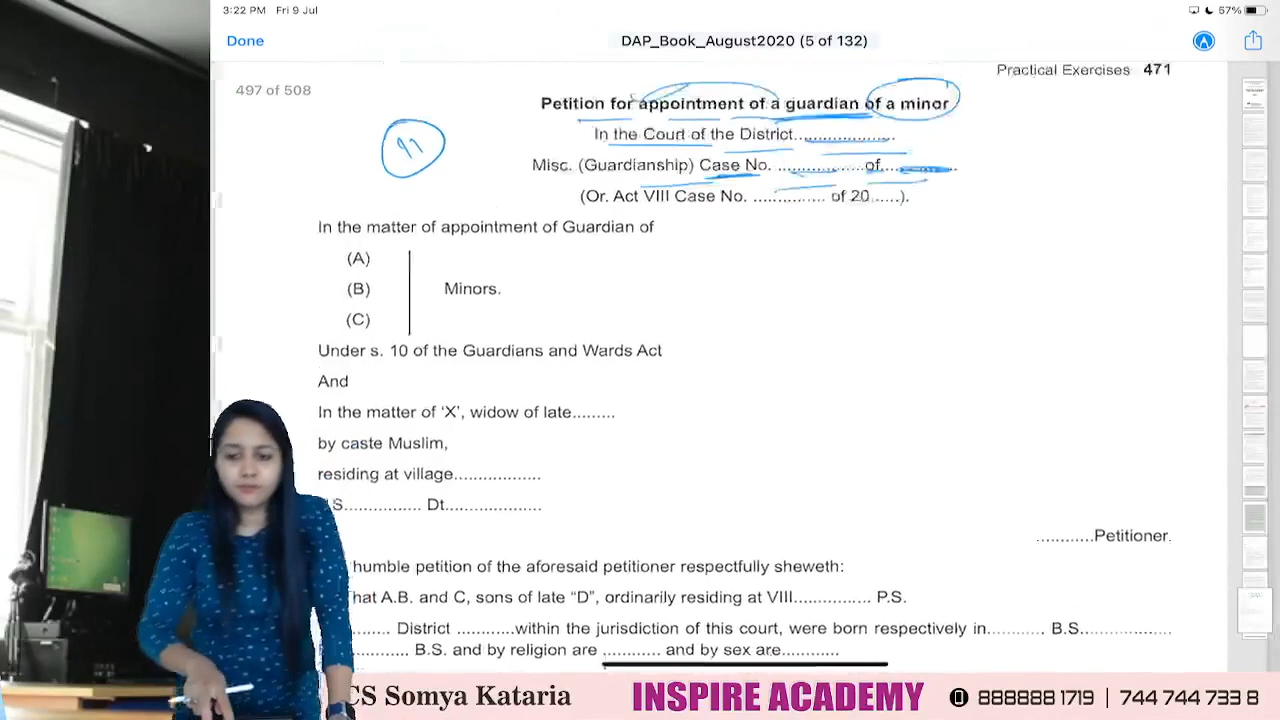 3:22 PM Fri 9 Jul
57%
Done
DAP_Book_August2020 (5 of 132)
Practical Exercises 471
497 of 508
Petition for appointment of a guardian of a minor
In the Court of the District....................
Misc. (Guardianship) Case No. ..................of................
(Or. Act VIII Case No. ............... of 20......).
In the matter of appointment of Guardian of
(A)
(B) Minors.
(C)
Under s. 10 of the Guardians and Wards Act
And
In the matter of 'X', widow of late.........
by caste Muslim,
residing at village..................
S................ Dt....................
............Petitioner.
humble petition of the aforesaid petitioner respectfully sheweth:
hat A.B. and C, sons of late "D", ordinarily residing at VIII................ P.S.
........ District ............within the jurisdiction of this court, were born respectively in............ B.S..................
.......... B.S. and by religion are ............ and by sex are............
CS Somya Kataria INSPIRE ACADEMY 888888 1719 | 744 744 733 8